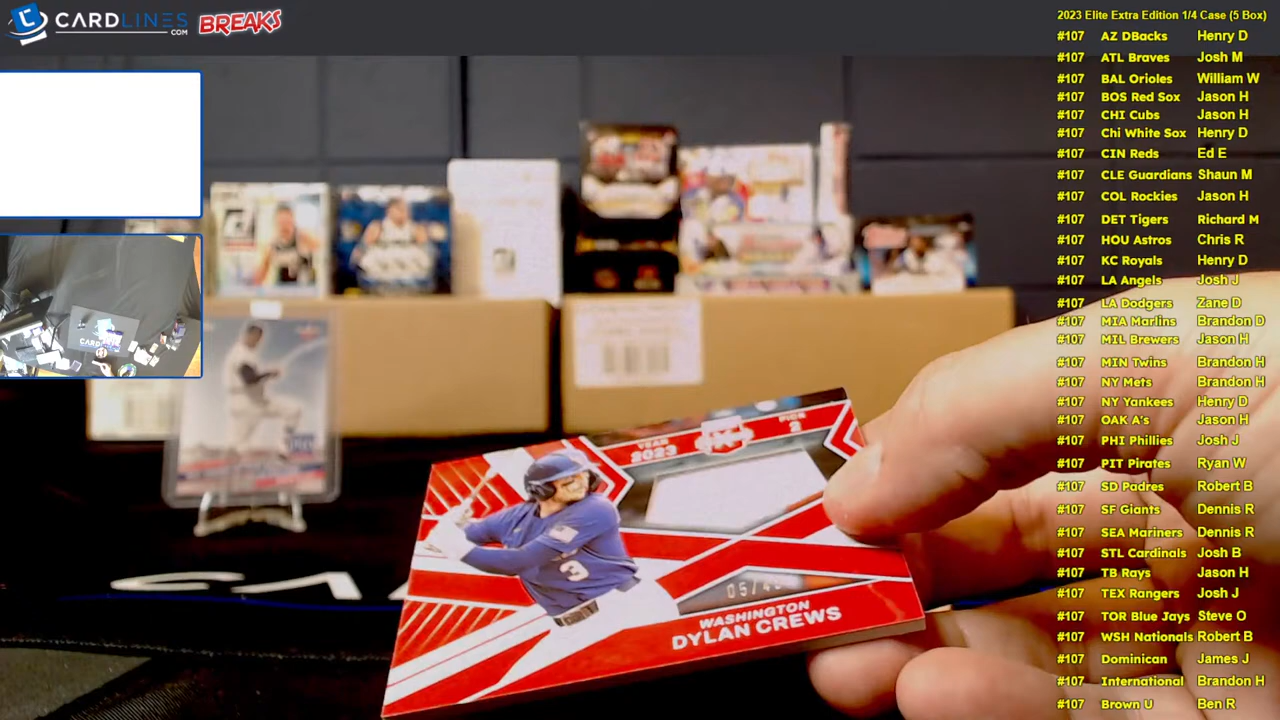 CARDLINES
.COM
BREAKS
2023 Elite Extra Edition 1/4 Case (5 Box)
#107 AZ DBacks Henry D
#107 ATL Braves Josh M
#107 BAL Orioles William W
#107 BOS Red Sox Jason H
#107 CHI Cubs Jason H
#107 Chi White Sox Henry D
#107 CIN Reds Ed E
#107 CLE Guardians Shaun M
#107 COL Rockies Jason H
#107 DET Tigers Richard M
#107 HOU Astros Chris R
#107 KC Royals Henry D
#107 LA Angels Josh J
#107 LA Dodgers Zane D
#107 MIA Marlins Brandon D
#107 MIL Brewers Jason H
#107 MIN Twins Brandon H
#107 NY Mets Brandon H
#107 NY Yankees Henry D
#107 OAK A's Jason H
#107 PHI Phillies Josh J
#107 PIT Pirates Ryan W
#107 SD Padres Robert B
#107 SF Giants Dennis R
#107 SEA Mariners Dennis R
#107 STL Cardinals Josh B
#107 TB Rays Jason H
#107 TEX Rangers Josh J
#107 TOR Blue Jays Steve O
#107 WSH Nationals Robert B
#107 Dominican James J
#107 International Brandon H
#107 Brown U Ben R
YEAR
2023
PICK
2
3
WASHINGTON
DYLAN CREWS